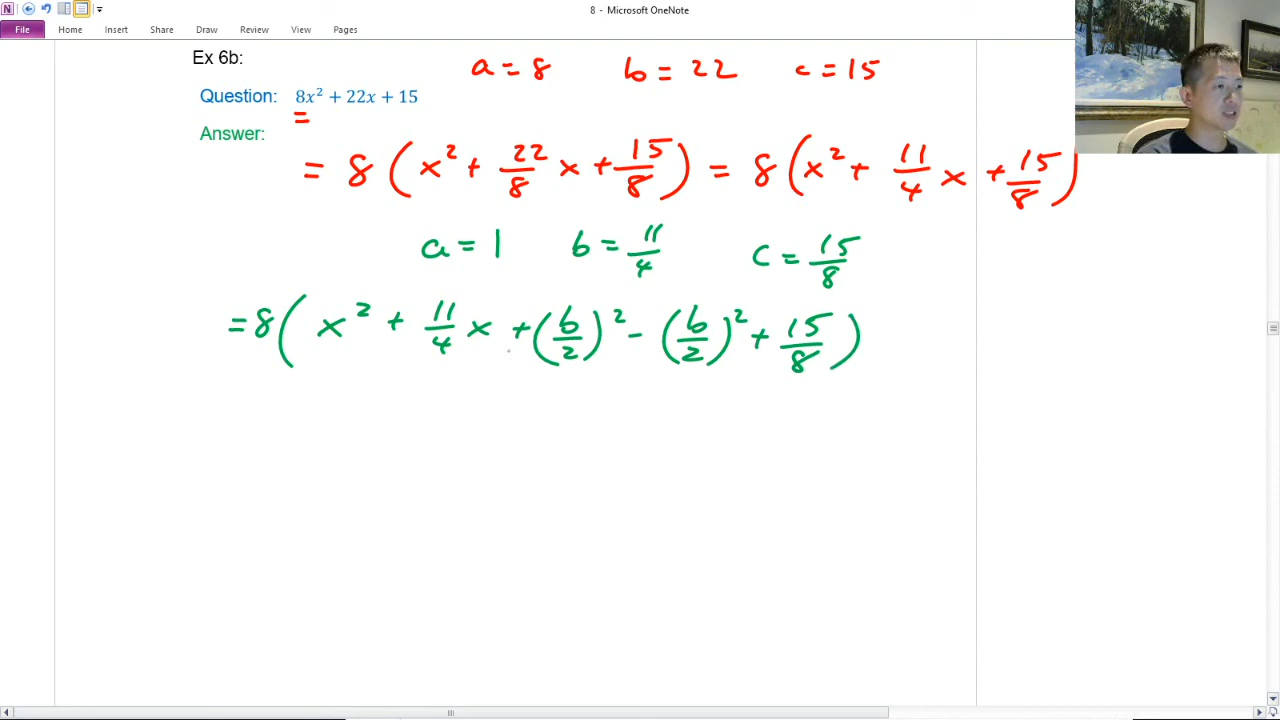 8 - Microsoft OneNote
File Home Insert Share Draw Review View Pages
Ex 6b:
a = 8 b = 22 c = 15
Question: 8x² + 22x + 15
=
Answer:
= 8 ( x² + 22/8 x + 15/8 ) = 8 ( x² + 11/4 x + 15/8 )
a = 1 b = 11/4 c = 15/8
= 8 ( x² + 11/4 x + (b/2)² - (b/2)² + 15/8 )